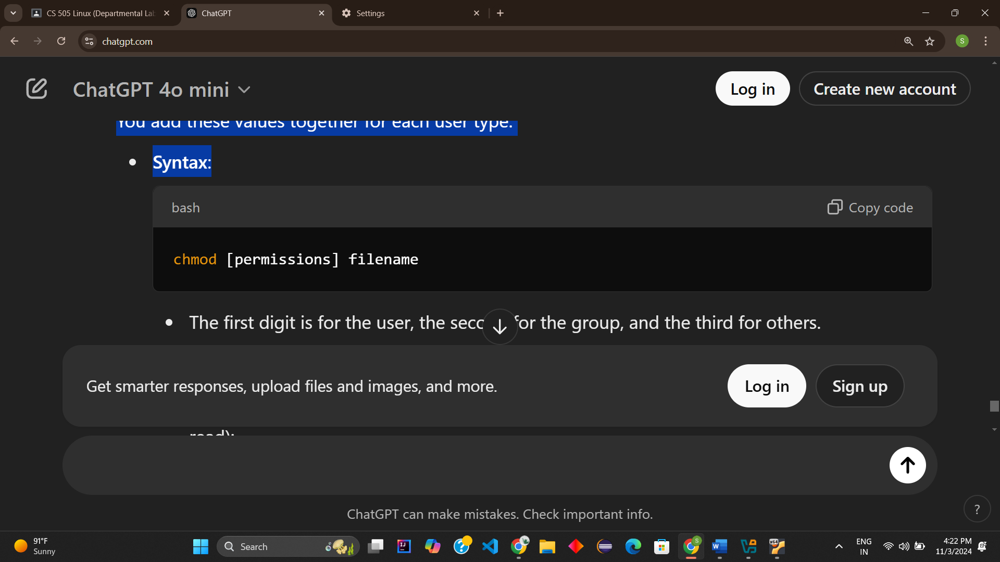 CS 505 Linux (Departmental Lab
ChatGPT
Settings
chatgpt.com
S
ChatGPT 4o mini
Log in
Create new account
You add these values together for each user type.
Syntax:
bash
Copy code
chmod [permissions] filename
The first digit is for the user, the seco for the group, and the third for others.
Get smarter responses, upload files and images, and more.
Log in
Sign up
read):
ChatGPT can make mistakes. Check important info.
?
91°F
Sunny
Search
ENG
IN
4:22 PM
11/3/2024